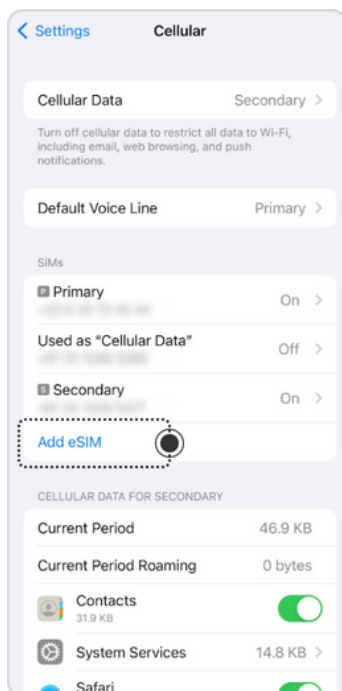 Settings
Cellular
Cellular Data
Secondary
Turn off cellular data to restrict all data to Wi-Fi,
including email, web browsing, and push
notifications.
Default Voice Line
Primary
SIMs
P Primary
On
Used as “Cellular Data”
Off
S Secondary
On
Add eSIM
CELLULAR DATA FOR SECONDARY
Current Period
46.9 KB
Current Period Roaming
0 bytes
Contacts
31.9 KB
System Services
14.8 KB
Safari